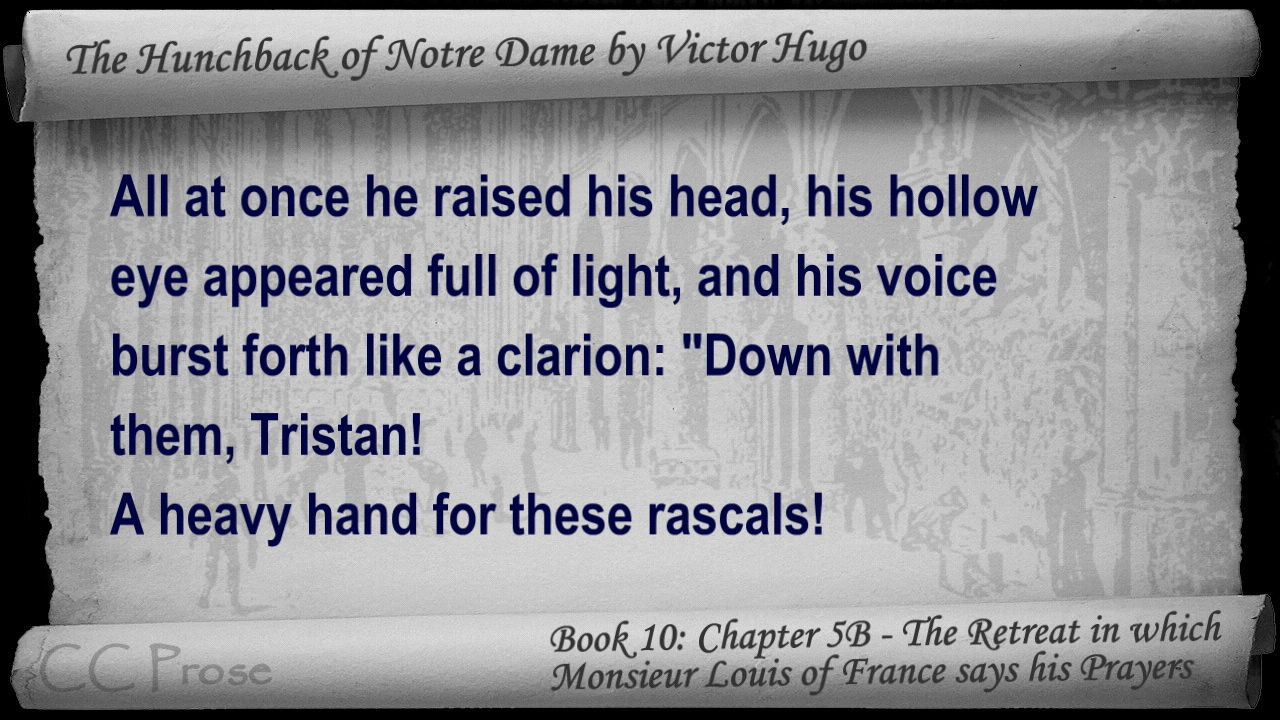 The Hunchback of Notre Dame by Victor Hugo
All at once he raised his head, his hollow
eye appeared full of light, and his voice
burst forth like a clarion: "Down with
them, Tristan!
A heavy hand for these rascals!
CC Prose
Book 10: Chapter 5B - The Retreat in which
Monsieur Louis of France says his Prayers